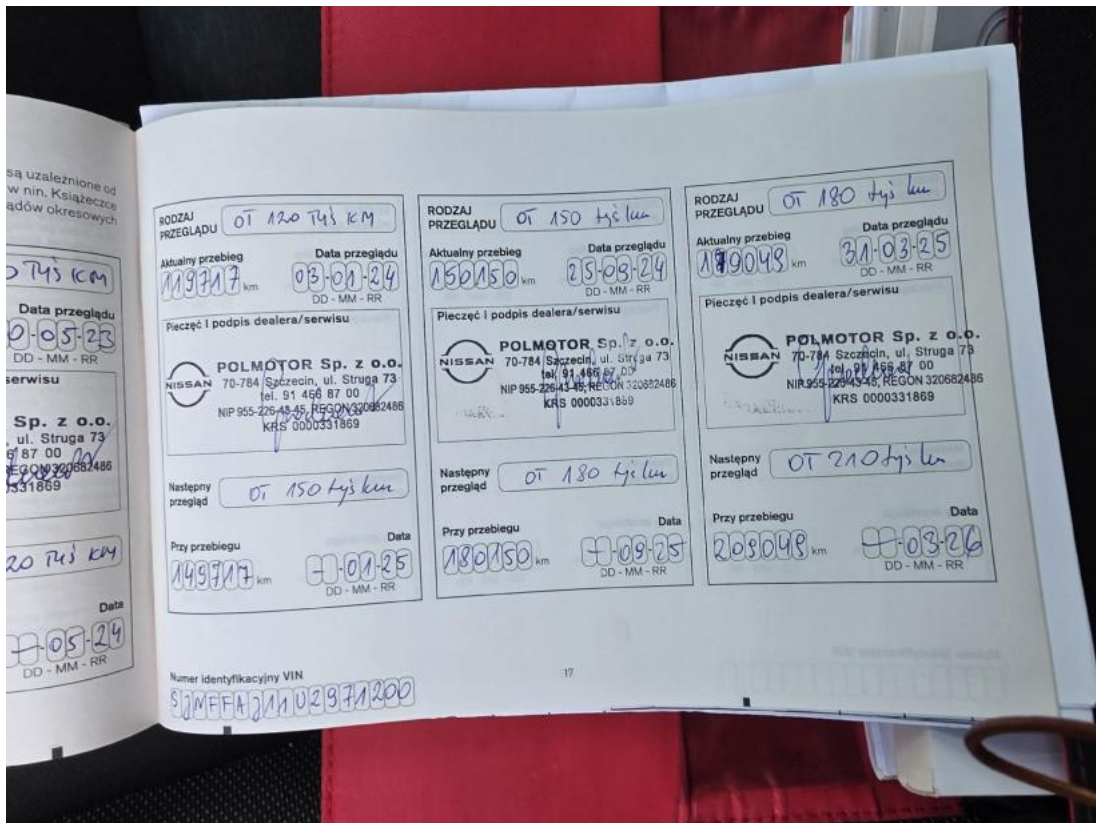 są uzależnione od
w nin. Książeczce
ądów okresowych
0 TYŚ KM
Data przeglądu
0-05-23
DD - MM - RR
serwisu
Sp. z o.o.
ul. Struga 73
6 87 00
REGON 320682486
0331869
20 TYŚ KM
Data
-05-24
DD - MM - RR
RODZAJ
PRZEGLĄDU
OT 120 TYŚ KM
Aktualny przebieg
Data przeglądu
119717 km
03-01-24
DD - MM - RR
Pieczęć i podpis dealera/serwisu
NISSAN
POLMOTOR Sp. z o.o.
70-784 Szczecin, ul. Struga 73
tel. 91 466 87 00
NIP 955-226-43-45, REGON 320682486
KRS 0000331869
Następny
przegląd
OT 150 tyś km
Przy przebiegu
Data
149717 km
-01-25
DD - MM - RR
RODZAJ
PRZEGLĄDU
OT 150 tyś km
Aktualny przebieg
Data przeglądu
150150 km
25-09-24
DD - MM - RR
Pieczęć i podpis dealera/serwisu
NISSAN
POLMOTOR Sp. z o.o.
70-784 Szczecin, ul. Struga 73
tel. 91 466 87 00
NIP 955-226-43-45, REGON 320682486
KRS 0000331869
Następny
przegląd
OT 180 tyś km
Przy przebiegu
Data
180150 km
-09-25
DD - MM - RR
RODZAJ
PRZEGLĄDU
OT 180 tyś km
Aktualny przebieg
Data przeglądu
179049 km
31-03-25
DD - MM - RR
Pieczęć i podpis dealera/serwisu
NISSAN
POLMOTOR Sp. z o.o.
70-784 Szczecin, ul. Struga 73
tel. 91 466 87 00
NIP 955-226-43-45, REGON 320682486
KRS 0000331869
Następny
przegląd
OT 210 tyś km
Przy przebiegu
Data
209049 km
-03-26
DD - MM - RR
Numer identyfikacyjny VIN
SJNFFAJ11U2971200
17